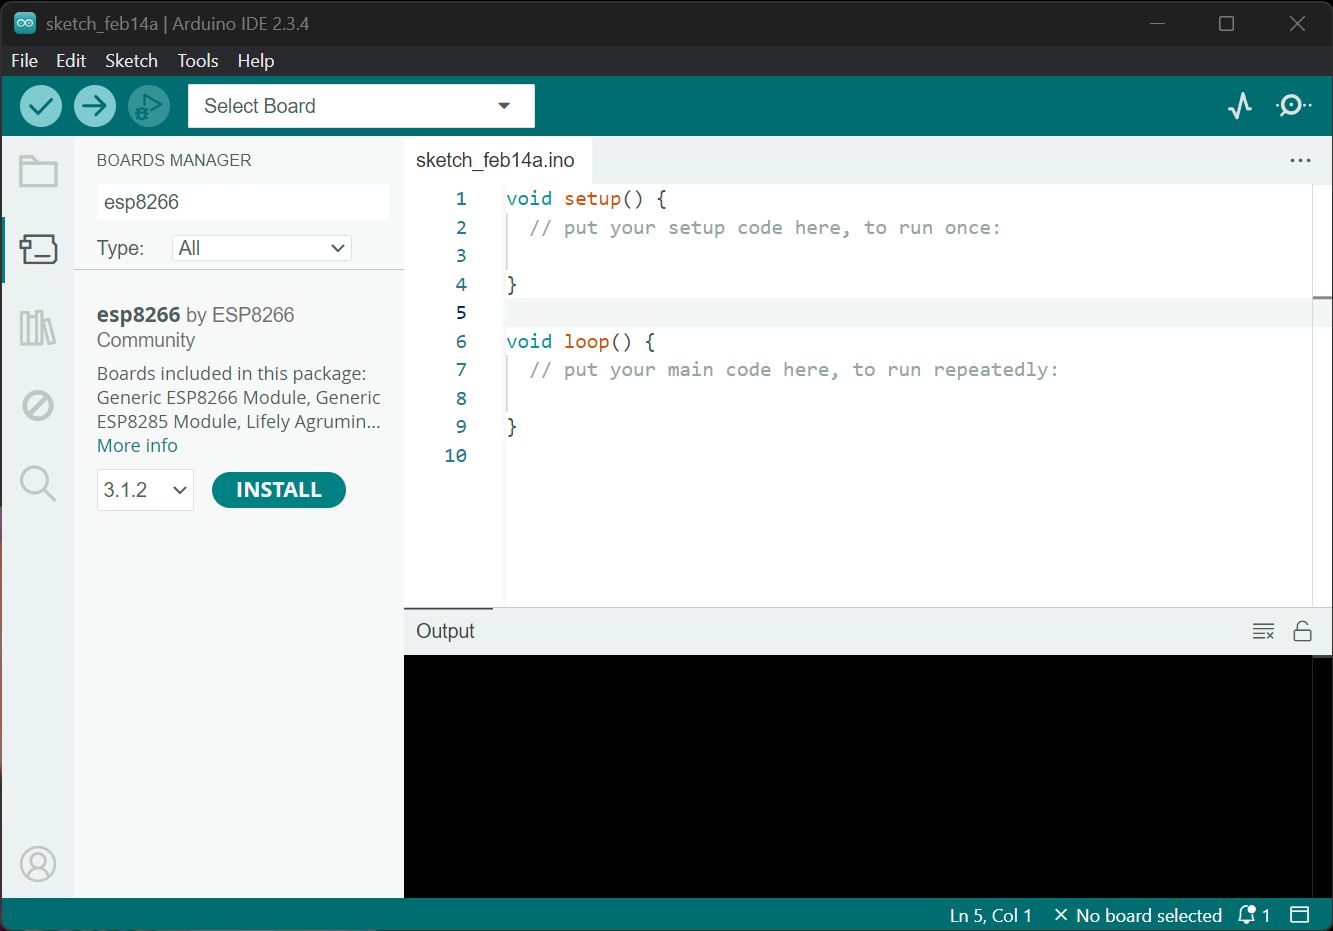 sketch_feb14a | Arduino IDE 2.3.4
File Edit Sketch Tools Help
Select Board
BOARDS MANAGER
esp8266
Type: All
esp8266 by ESP8266
Community
Boards included in this package:
Generic ESP8266 Module, Generic
ESP8285 Module, Lifely Agrumin...
More info
3.1.2 INSTALL
sketch_feb14a.ino
1 void setup() {
2 // put your setup code here, to run once:
3
4 }
5
6 void loop() {
7 // put your main code here, to run repeatedly:
8
9 }
10
Output
Ln 5, Col 1 × No board selected 1